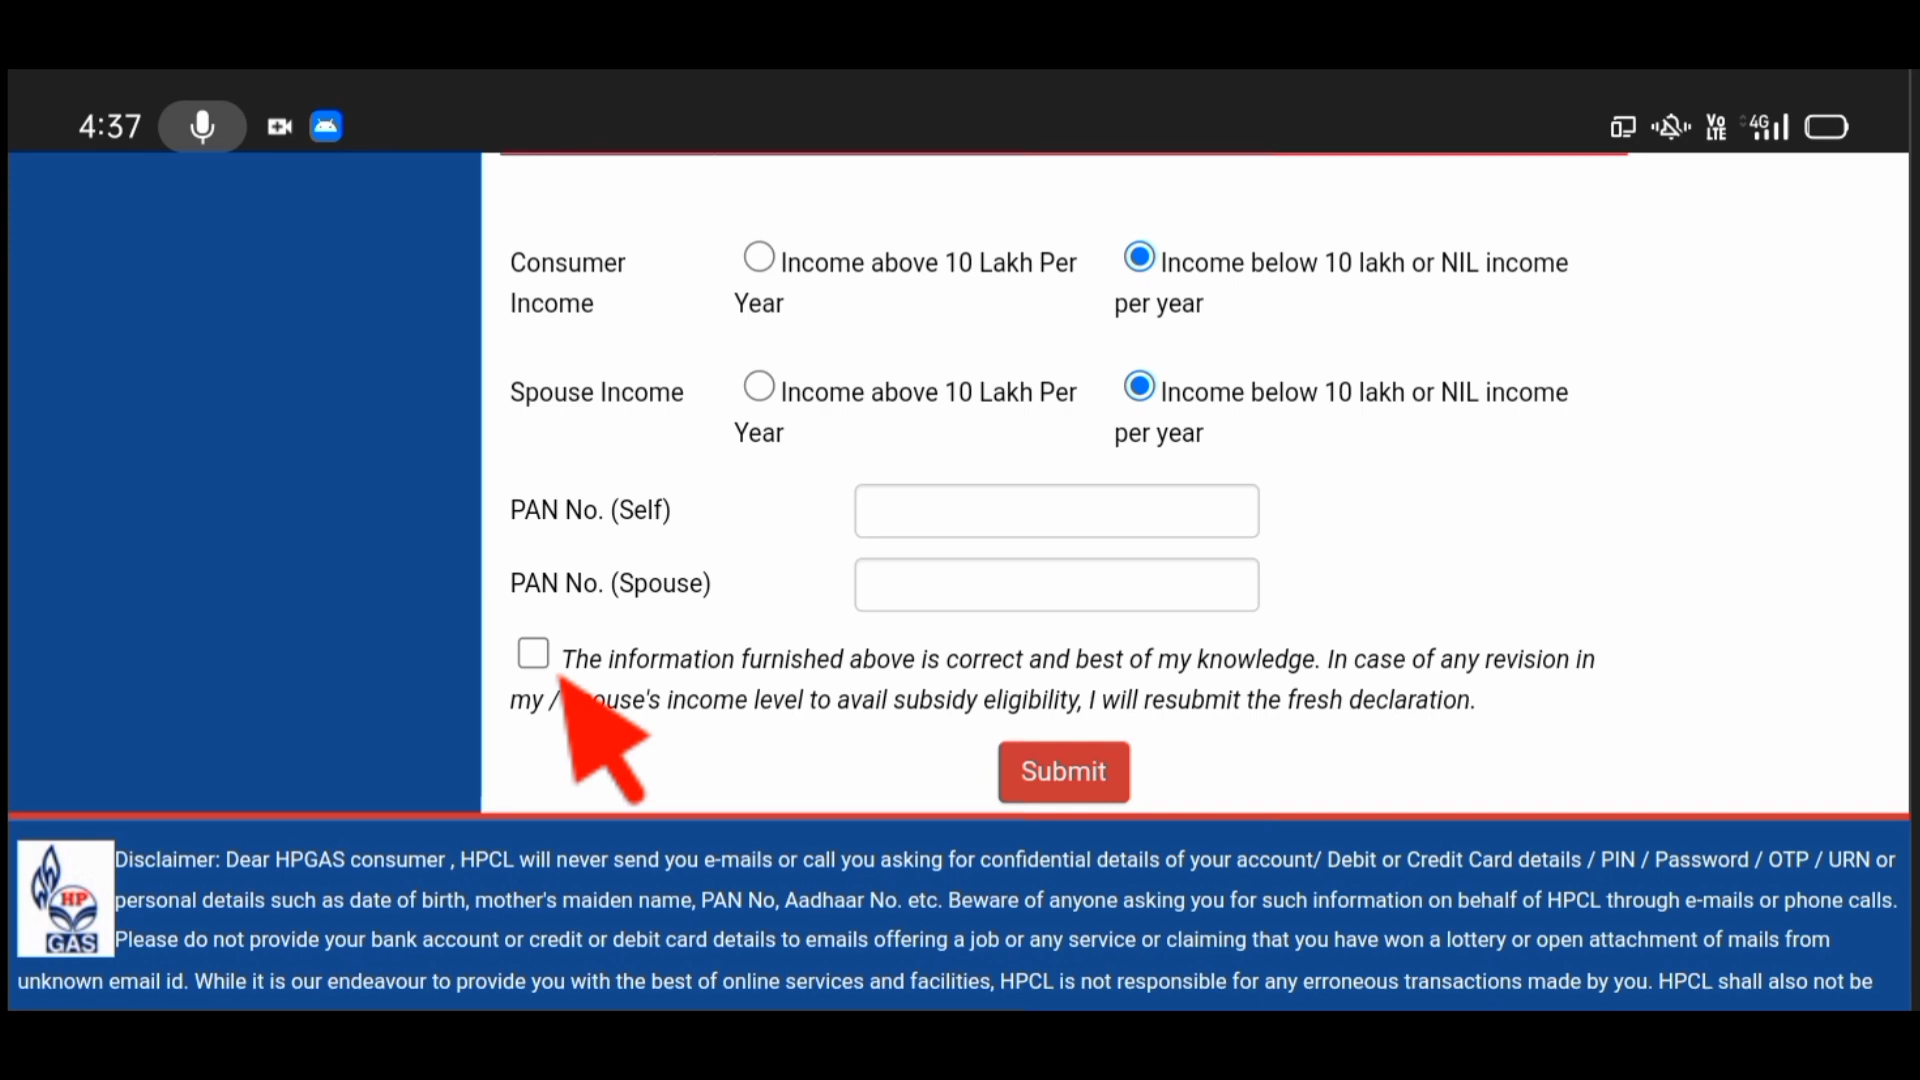 4:37
Vo LTE 4G
Consumer Income above 10 Lakh Per Income below 10 lakh or NIL income
Income Year per year
Spouse Income Income above 10 Lakh Per Income below 10 lakh or NIL income
Year per year
PAN No. (Self)
PAN No. (Spouse)
The information furnished above is correct and best of my knowledge. In case of any revision in
my / use's income level to avail subsidy eligibility, I will resubmit the fresh declaration.
Submit
HP GAS
Disclaimer: Dear HPGAS consumer , HPCL will never send you e-mails or call you asking for confidential details of your account/ Debit or Credit Card details / PIN / Password / OTP / URN or
personal details such as date of birth, mother's maiden name, PAN No, Aadhaar No. etc. Beware of anyone asking you for such information on behalf of HPCL through e-mails or phone calls.
Please do not provide your bank account or credit or debit card details to emails offering a job or any service or claiming that you have won a lottery or open attachment of mails from
unknown email id. While it is our endeavour to provide you with the best of online services and facilities, HPCL is not responsible for any erroneous transactions made by you. HPCL shall also not be